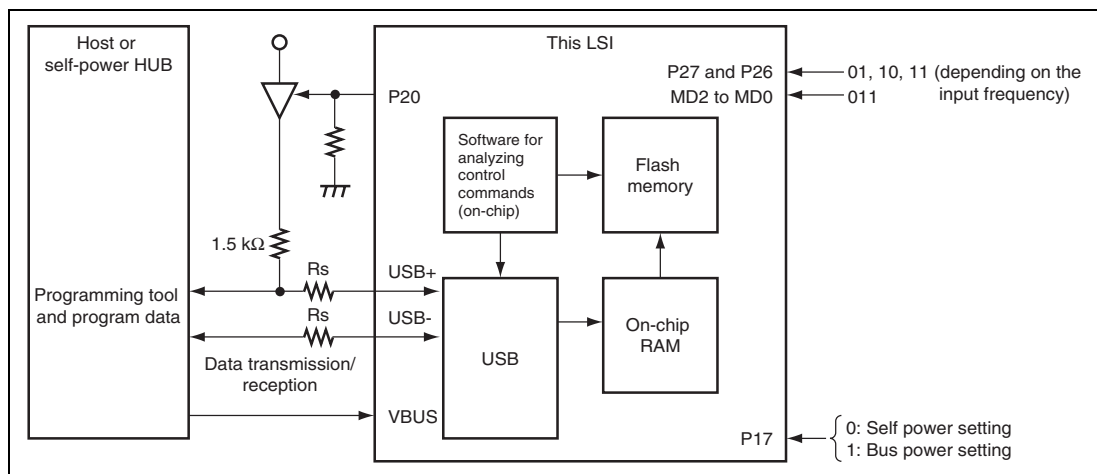 Host or
self-power HUB
This LSI
P27 and P26
01, 10, 11 (depending on the
input frequency)
MD2 to MD0
011
P20
Software for
analyzing
control
commands
(on-chip)
Flash
memory
1.5 kΩ
Rs
USB+
Programming tool
and program data
Rs
USB-
USB
On-chip
RAM
Data transmission/
reception
VBUS
P17
0: Self power setting
1: Bus power setting